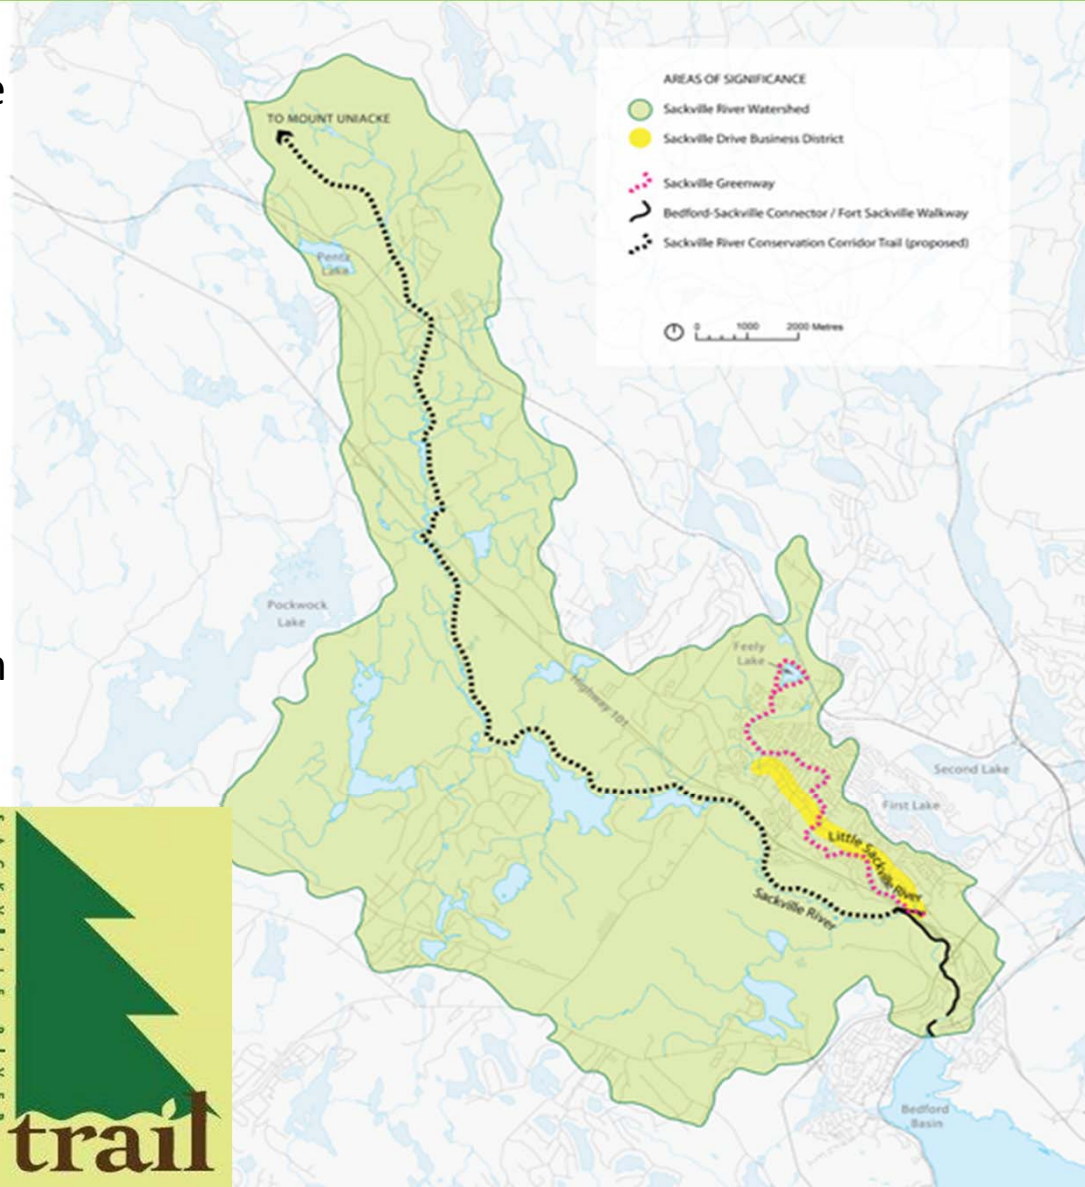 TO MOUNT UNIACKE
AREAS OF SIGNIFICANCE
Sackville River Watershed
Sackville Drive Business District
Sackville Greenway
Bedford-Sackville Connector / Fort Sackville Walkway
Sackville River Conservation Corridor Trail (proposed)
0 1000 2000 Metres
Pentz
Lake
Pockwock
Lake
Feely
Lake
Highway 101
Second Lake
First Lake
Little Sackville River
Sackville River
Bedford
Basin
trail